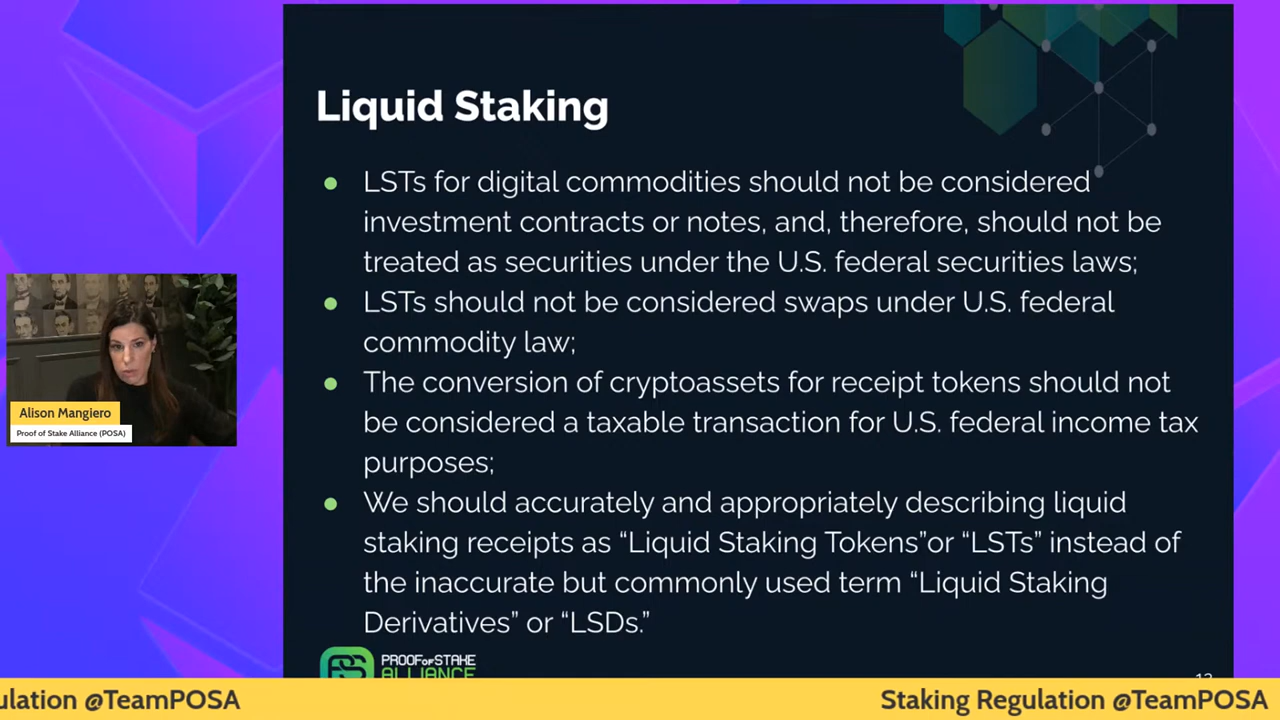 Liquid Staking
LSTs for digital commodities should not be considered
investment contracts or notes, and, therefore, should not be
treated as securities under the U.S. federal securities laws;
LSTs should not be considered swaps under U.S. federal
commodity law;
The conversion of cryptoassets for receipt tokens should not
be considered a taxable transaction for U.S. federal income tax
purposes;
We should accurately and appropriately describing liquid
staking receipts as “Liquid Staking Tokens”or “LSTs” instead of
the inaccurate but commonly used term “Liquid Staking
Derivatives” or “LSDs.”
Alison Mangiero
Proof of Stake Alliance (POSA)
PROOF OF STAKE
ALLIANCE
ulation @TeamPOSA
Staking Regulation @TeamPOSA